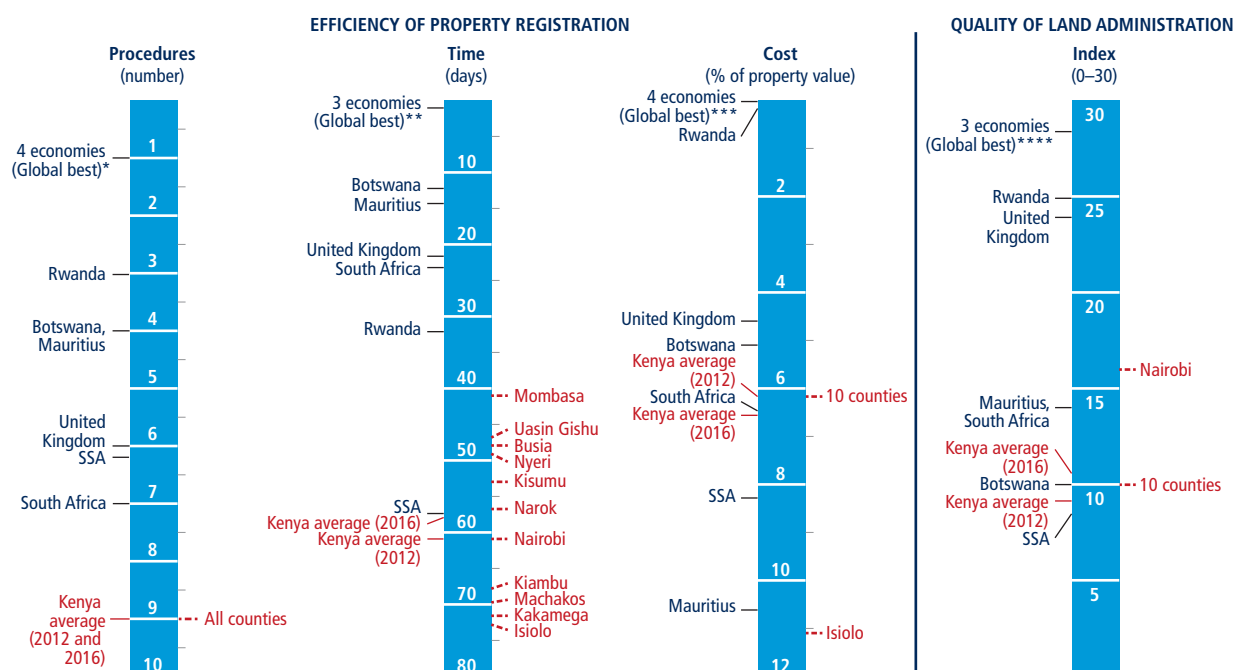 EFFICIENCY OF PROPERTY REGISTRATION
QUALITY OF LAND ADMINISTRATION
Procedures
(number)
1
2
3
4
5
6
7
8
9
10
4 economies
(Global best)*
Rwanda
Botswana,
Mauritius
United
Kingdom
SSA
South Africa
Kenya
average
(2012 and
2016)
All counties
Time
(days)
10
20
30
40
50
60
70
80
3 economies
(Global best)**
Botswana
Mauritius
United Kingdom
South Africa
Rwanda
SSA
Kenya average (2016)
Kenya average
(2012)
Mombasa
Uasin Gishu
Busia
Nyeri
Kisumu
Narok
Nairobi
Kiambu
Machakos
Kakamega
Isiolo
Cost
(% of property value)
2
4
6
8
10
12
4 economies
(Global best)***
Rwanda
United Kingdom
Botswana
Kenya average
(2012)
South Africa
Kenya average
(2016)
SSA
Mauritius
10 counties
Isiolo
Index
(0–30)
30
25
20
15
10
5
3 economies
(Global best)****
Rwanda
United
Kingdom
Mauritius,
South Africa
Kenya average
(2016)
Botswana
Kenya average
(2012)
SSA
Nairobi
10 counties